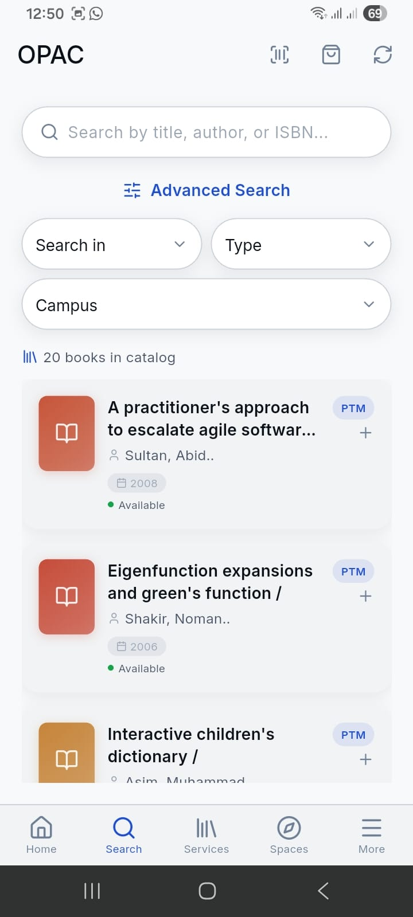 12:50
69
OPAC
Search by title, author, or ISBN...
Advanced Search
Search in
Type
Campus
20 books in catalog
A practitioner's approach
to escalate agile softwar...
PTM
Sultan, Abid..
2008
Available
Eigenfunction expansions
and green's function /
PTM
Shakir, Noman..
2006
Available
Interactive children's
dictionary /
PTM
Asim, Muhammad
Home
Search
Services
Spaces
More